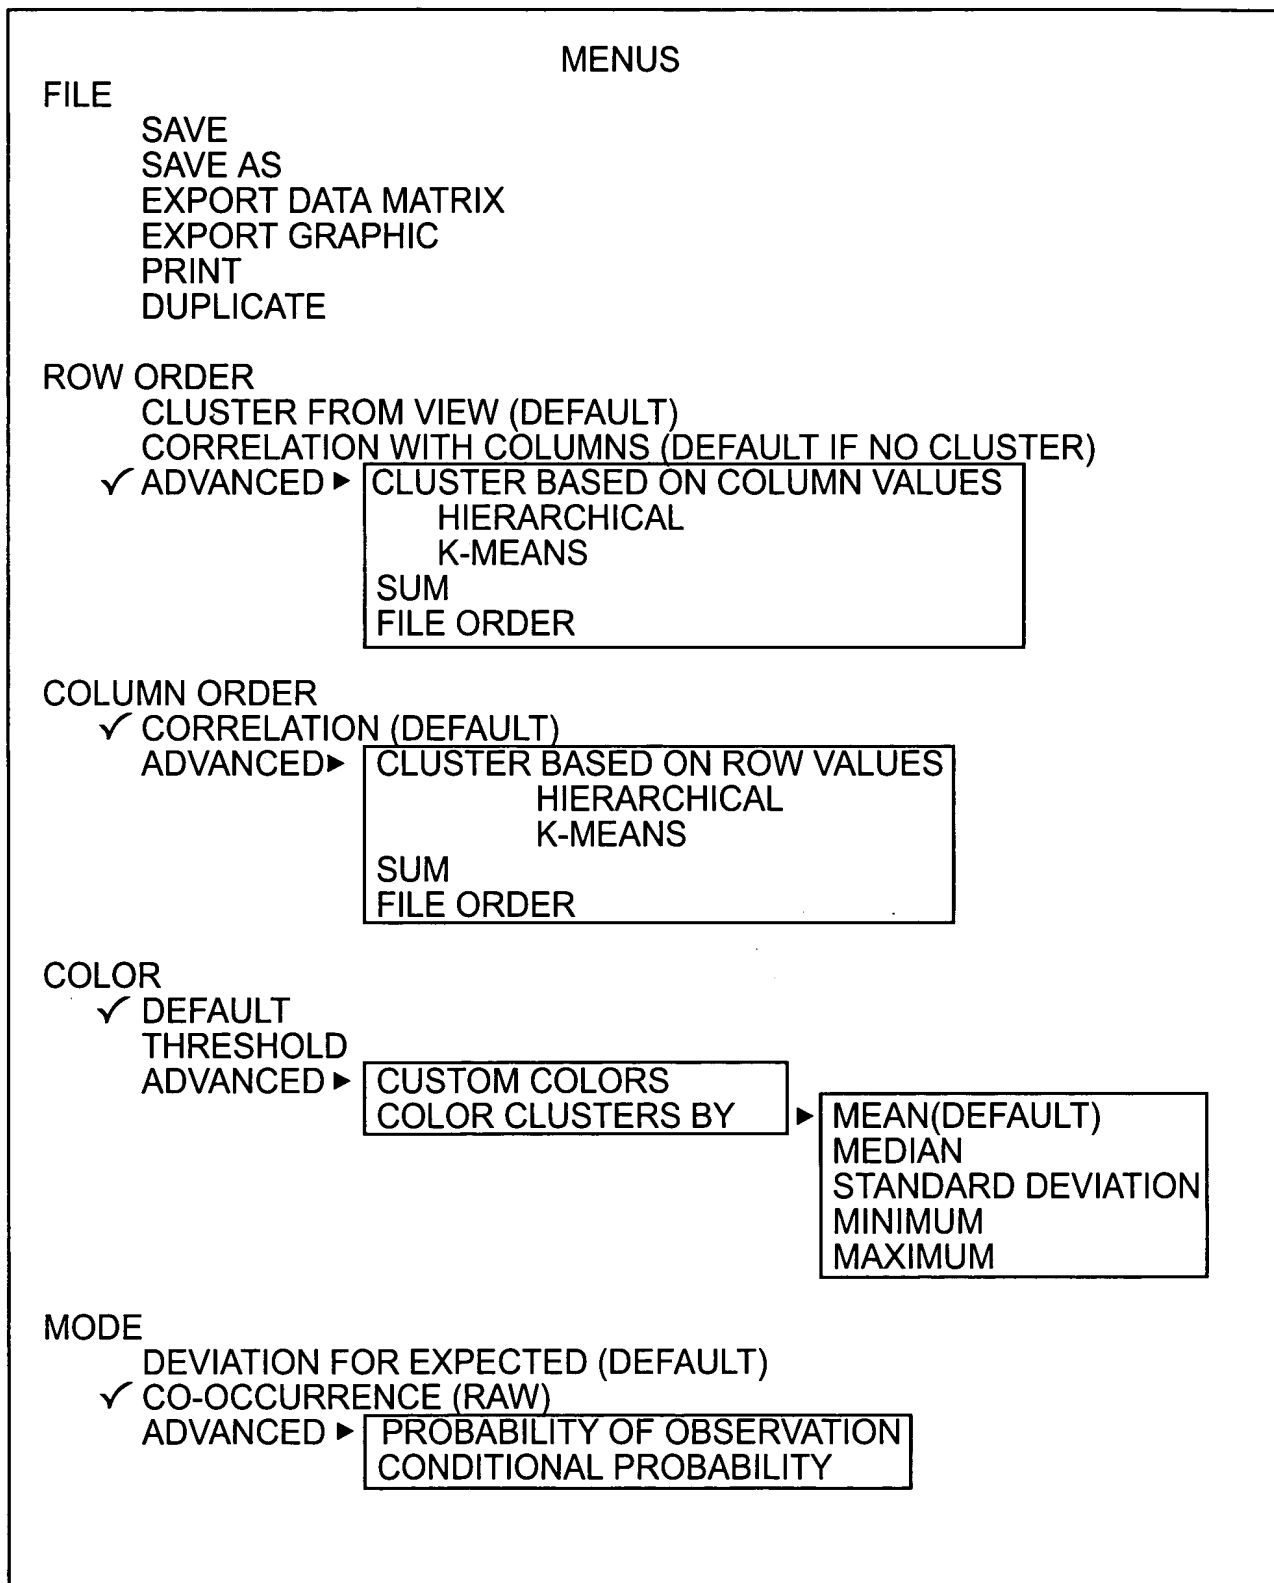 MENUS
FILE
SAVE
SAVE AS
EXPORT DATA MATRIX
EXPORT GRAPHIC
PRINT
DUPLICATE
ROW ORDER
CLUSTER FROM VIEW (DEFAULT)
CORRELATION WITH COLUMNS (DEFAULT IF NO CLUSTER)
✓ ADVANCED ► CLUSTER BASED ON COLUMN VALUES
HIERARCHICAL
K-MEANS
SUM
FILE ORDER
COLUMN ORDER
✓ CORRELATION (DEFAULT)
ADVANCED ► CLUSTER BASED ON ROW VALUES
HIERARCHICAL
K-MEANS
SUM
FILE ORDER
COLOR
✓ DEFAULT
THRESHOLD
ADVANCED ► CUSTOM COLORS
COLOR CLUSTERS BY ► MEAN(DEFAULT)
MEDIAN
STANDARD DEVIATION
MINIMUM
MAXIMUM
MODE
DEVIATION FOR EXPECTED (DEFAULT)
✓ CO-OCCURRENCE (RAW)
ADVANCED ► PROBABILITY OF OBSERVATION
CONDITIONAL PROBABILITY